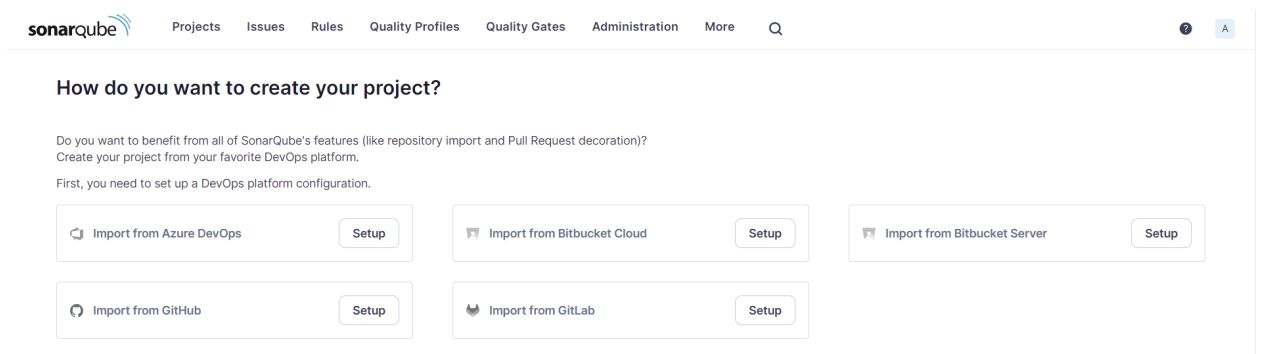 sonarqube Projects Issues Rules Quality Profiles Quality Gates Administration More ? A
How do you want to create your project?
Do you want to benefit from all of SonarQube's features (like repository import and Pull Request decoration)?
Create your project from your favorite DevOps platform.
First, you need to set up a DevOps platform configuration.
Import from Azure DevOps Setup Import from Bitbucket Cloud Setup Import from Bitbucket Server Setup
Import from GitHub Setup Import from GitLab Setup